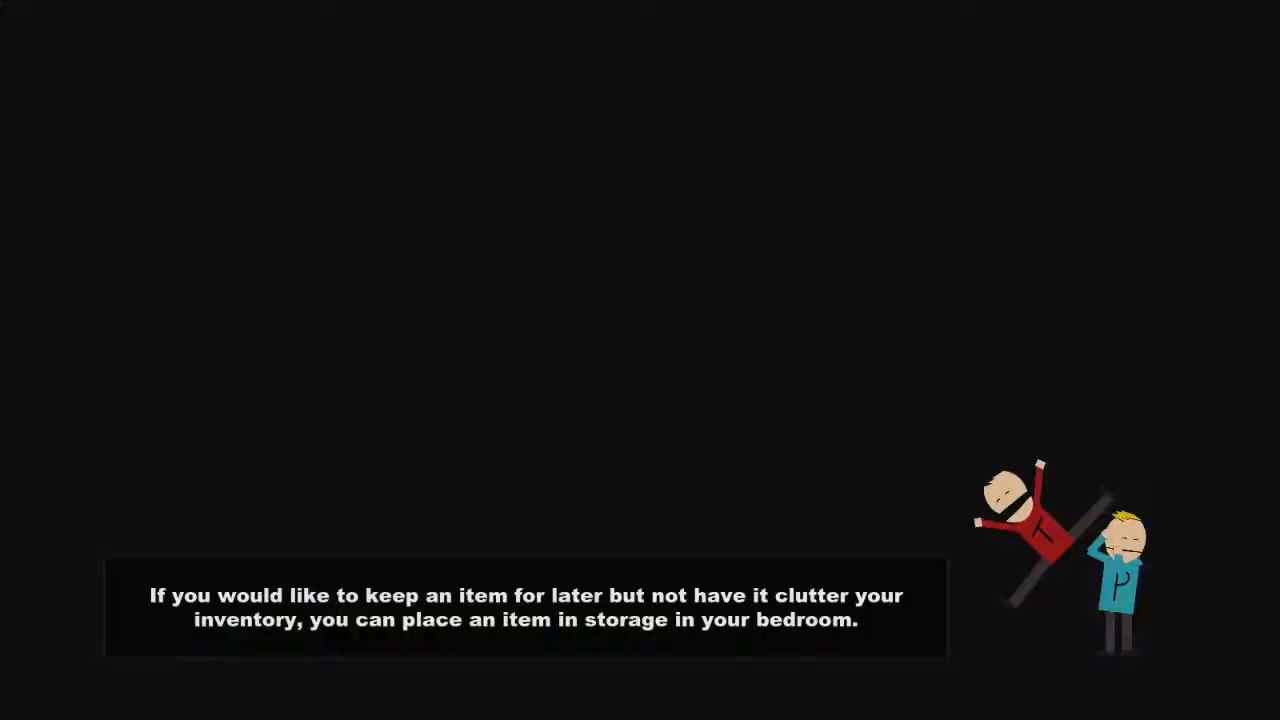 If you would like to keep an item for later but not have it clutter your
inventory, you can place an item in storage in your bedroom.
T
P